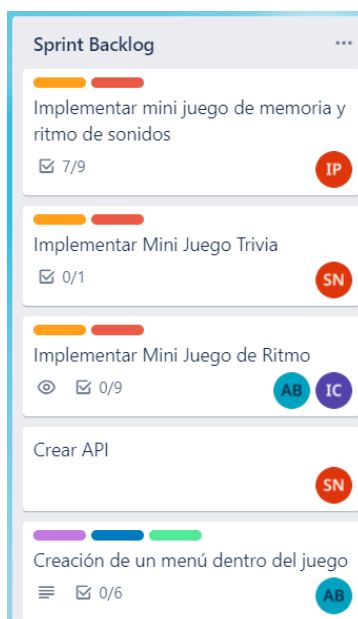 Sprint Backlog ...
Implementar mini juego de memoria y
ritmo de sonidos
7/9 IP
Implementar Mini Juego Trivia
0/1 SN
Implementar Mini Juego de Ritmo
0/9 AB IC
Crear API
SN
Creación de un menú dentro del juego
0/6 AB